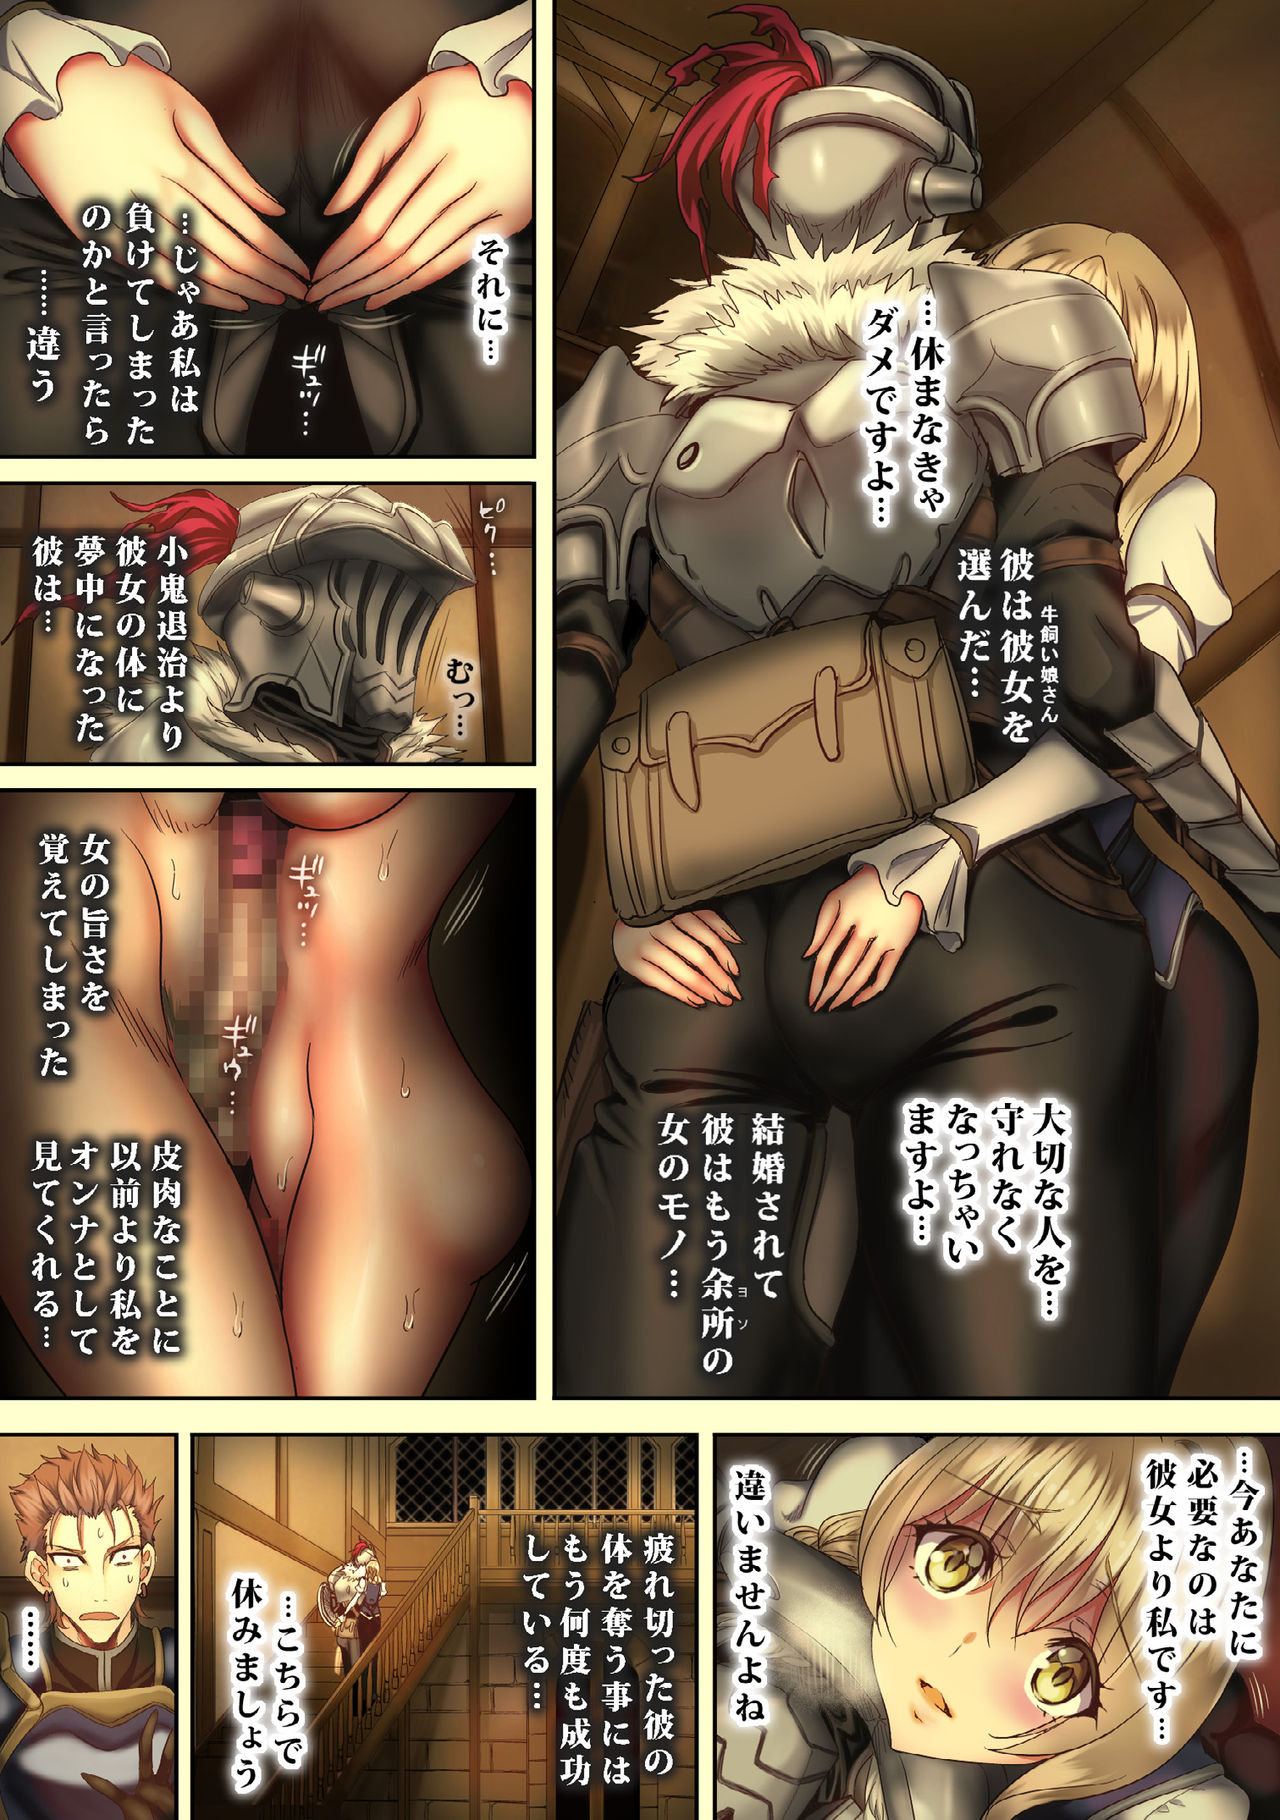 …休まなきゃ
ダメですよ…
彼は彼女を
牛飼い娘さん
選んだ…
大切な人を…
守れなく
なっちゃい
ますよ…
結婚されて
彼はもう余所の
ヨソ
女のモノ…
それに…
ギュッ…
…じゃあ私は
負けてしまった
のかと言ったら
……違う
ピク…
むっ…
小鬼退治より
彼女の体に
夢中になった
彼は…
ギュッ…
ギュウ…
女の旨さを
覚えてしまった
皮肉なことに
以前より私を
オンナとして
見てくれる…
…今あなたに
必要なのは
彼女より私です…
違いませんよね
疲れ切った彼の
体を奪う事には
もう何度も成功
している…
…こちらで
休みましょう
……